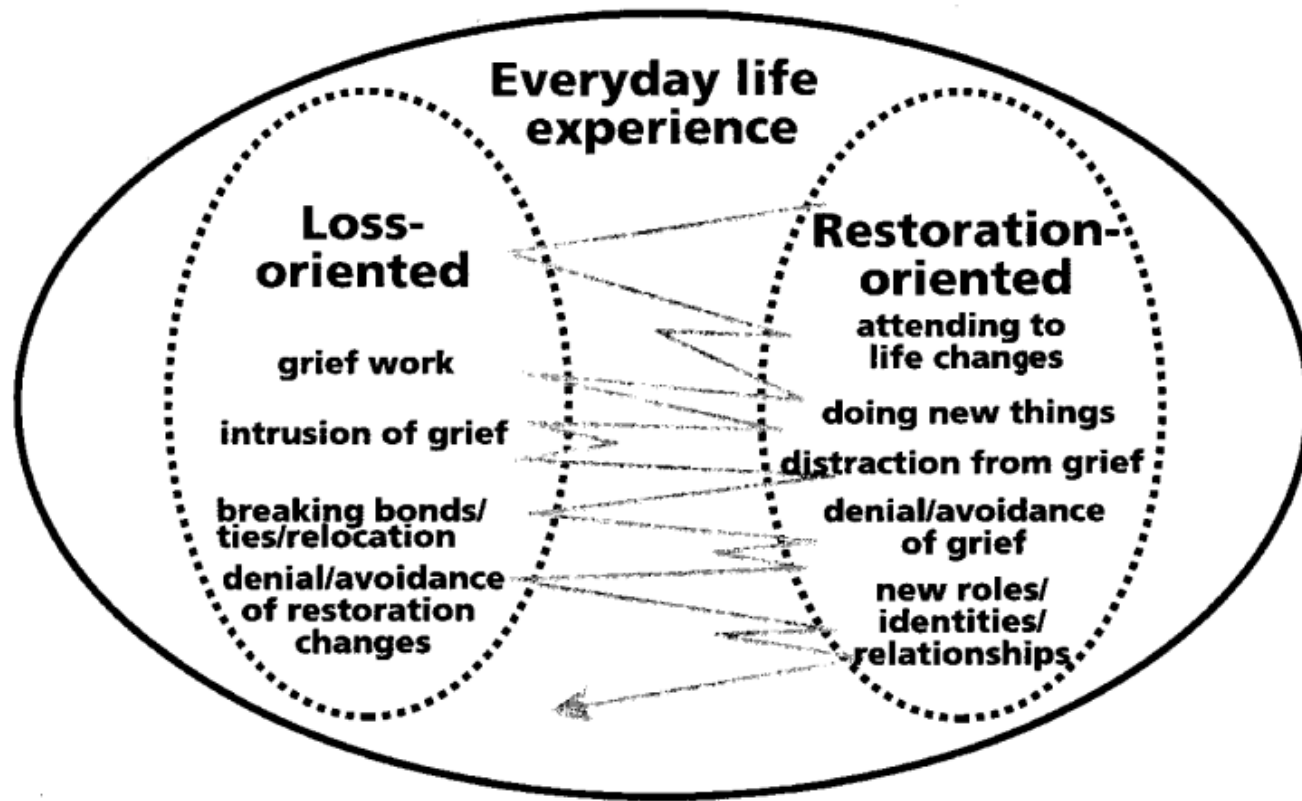 Everyday life
experience
Loss-
oriented
grief work
intrusion of grief
breaking bonds/
ties/relocation
denial/avoidance
of restoration
changes
Restoration-
oriented
attending to
life changes
doing new things
distraction from grief
denial/avoidance
of grief
new roles/
identities/
relationships